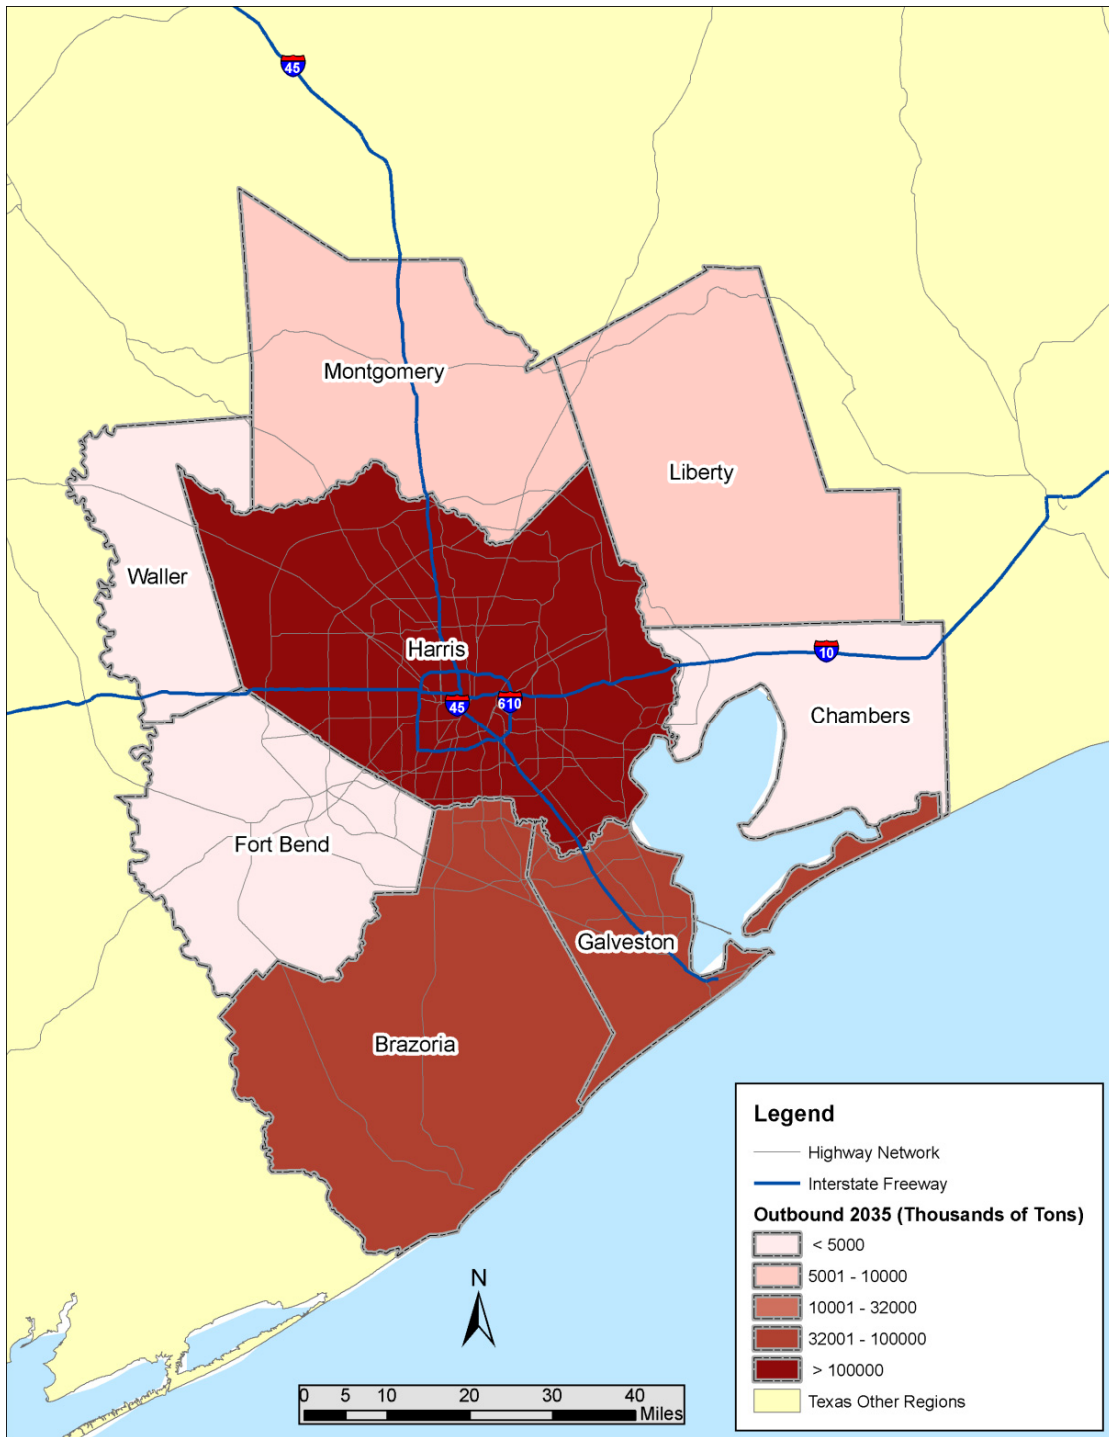 45
Montgomery
Liberty
Waller
Harris
10
45
610
Chambers
Fort Bend
Galveston
Brazoria
Legend
Highway Network
Interstate Freeway
Outbound 2035 (Thousands of Tons)
< 5000
5001 - 10000
10001 - 32000
32001 - 100000
> 100000
Texas Other Regions
N
0 5 10 20 30 40
Miles